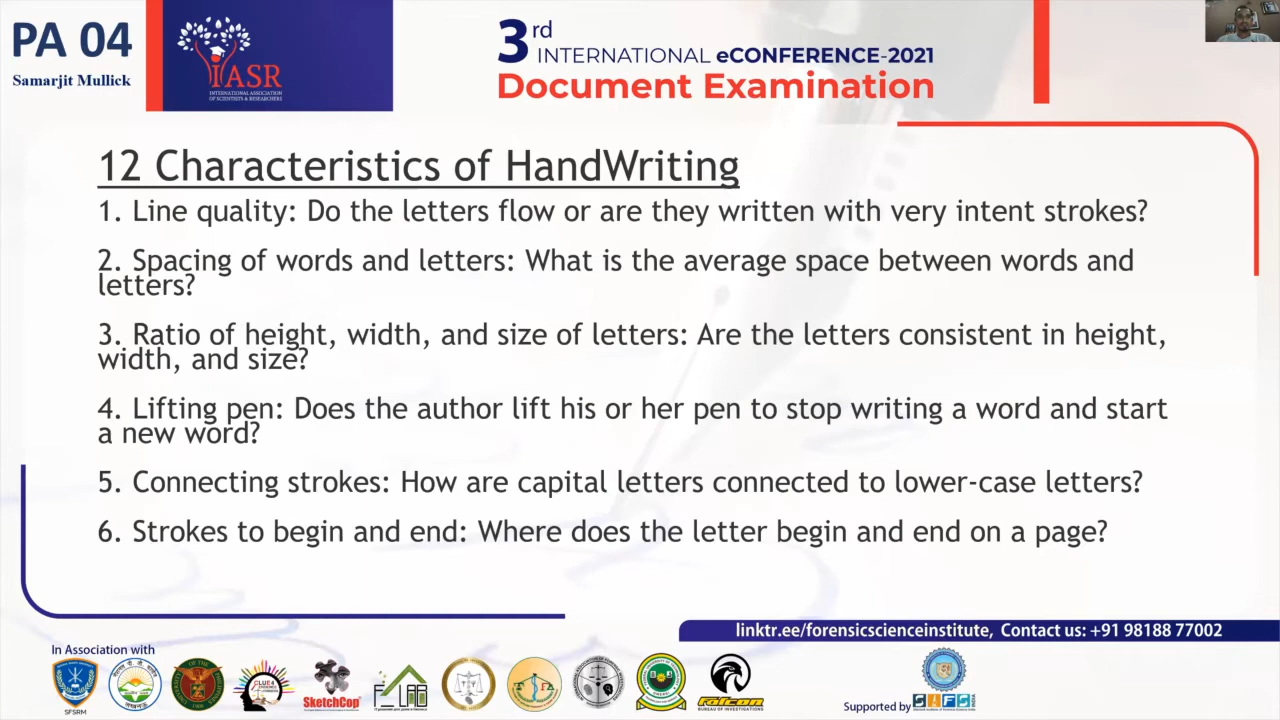 PA 04
Samarjit Mullick
IASR
INTERNATIONAL ASSOCIATION
OF SCIENTISTS & RESEARCHERS
3rd
INTERNATIONAL eCONFERENCE-2021
Document Examination
12 Characteristics of HandWriting
1. Line quality: Do the letters flow or are they written with very intent strokes?
2. Spacing of words and letters: What is the average space between words and
letters?
3. Ratio of height, width, and size of letters: Are the letters consistent in height,
width, and size?
4. Lifting pen: Does the author lift his or her pen to stop writing a word and start
a new word?
5. Connecting strokes: How are capital letters connected to lower-case letters?
6. Strokes to begin and end: Where does the letter begin and end on a page?
linktr.ee/forensicscienceinstitute, Contact us: +91 98188 77002
In Association with
SFSRM
CLUE4
SketchCop
F LAB
falcon
BUREAU OF INVESTIGATIONS
Supported by
SIFS